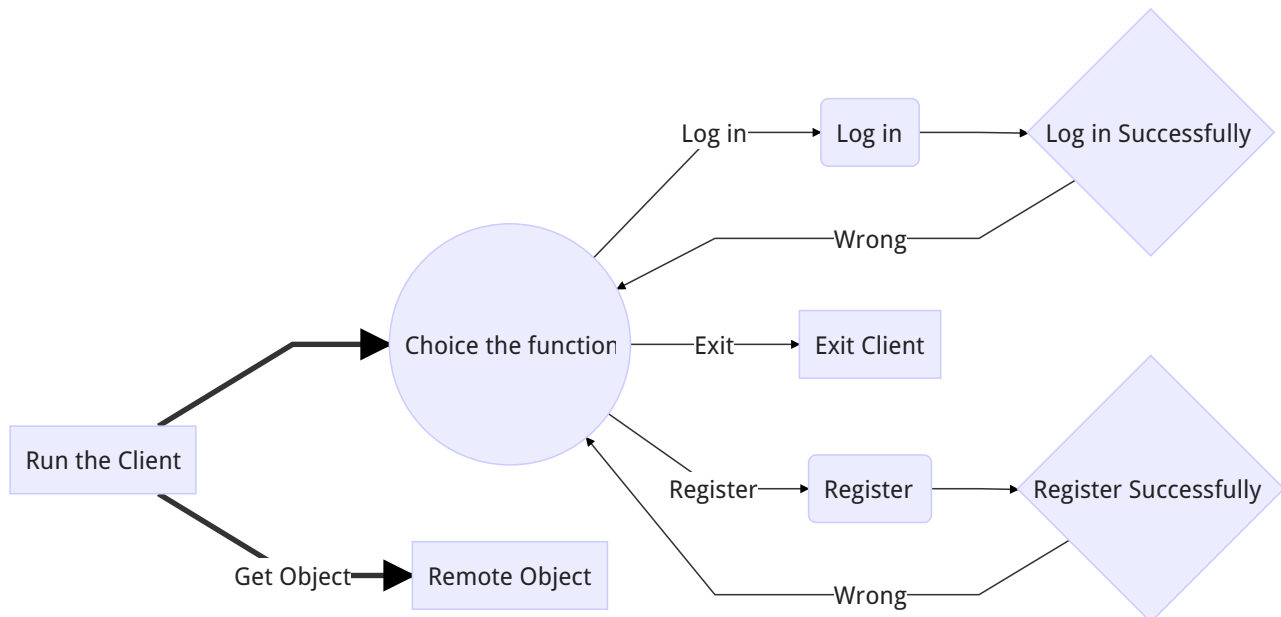 Log in
Log in
Log in Successfully
Wrong
Choice the function
Exit
Exit Client
Run the Client
Register
Register
Register Successfully
Get Object
Remote Object
Wrong